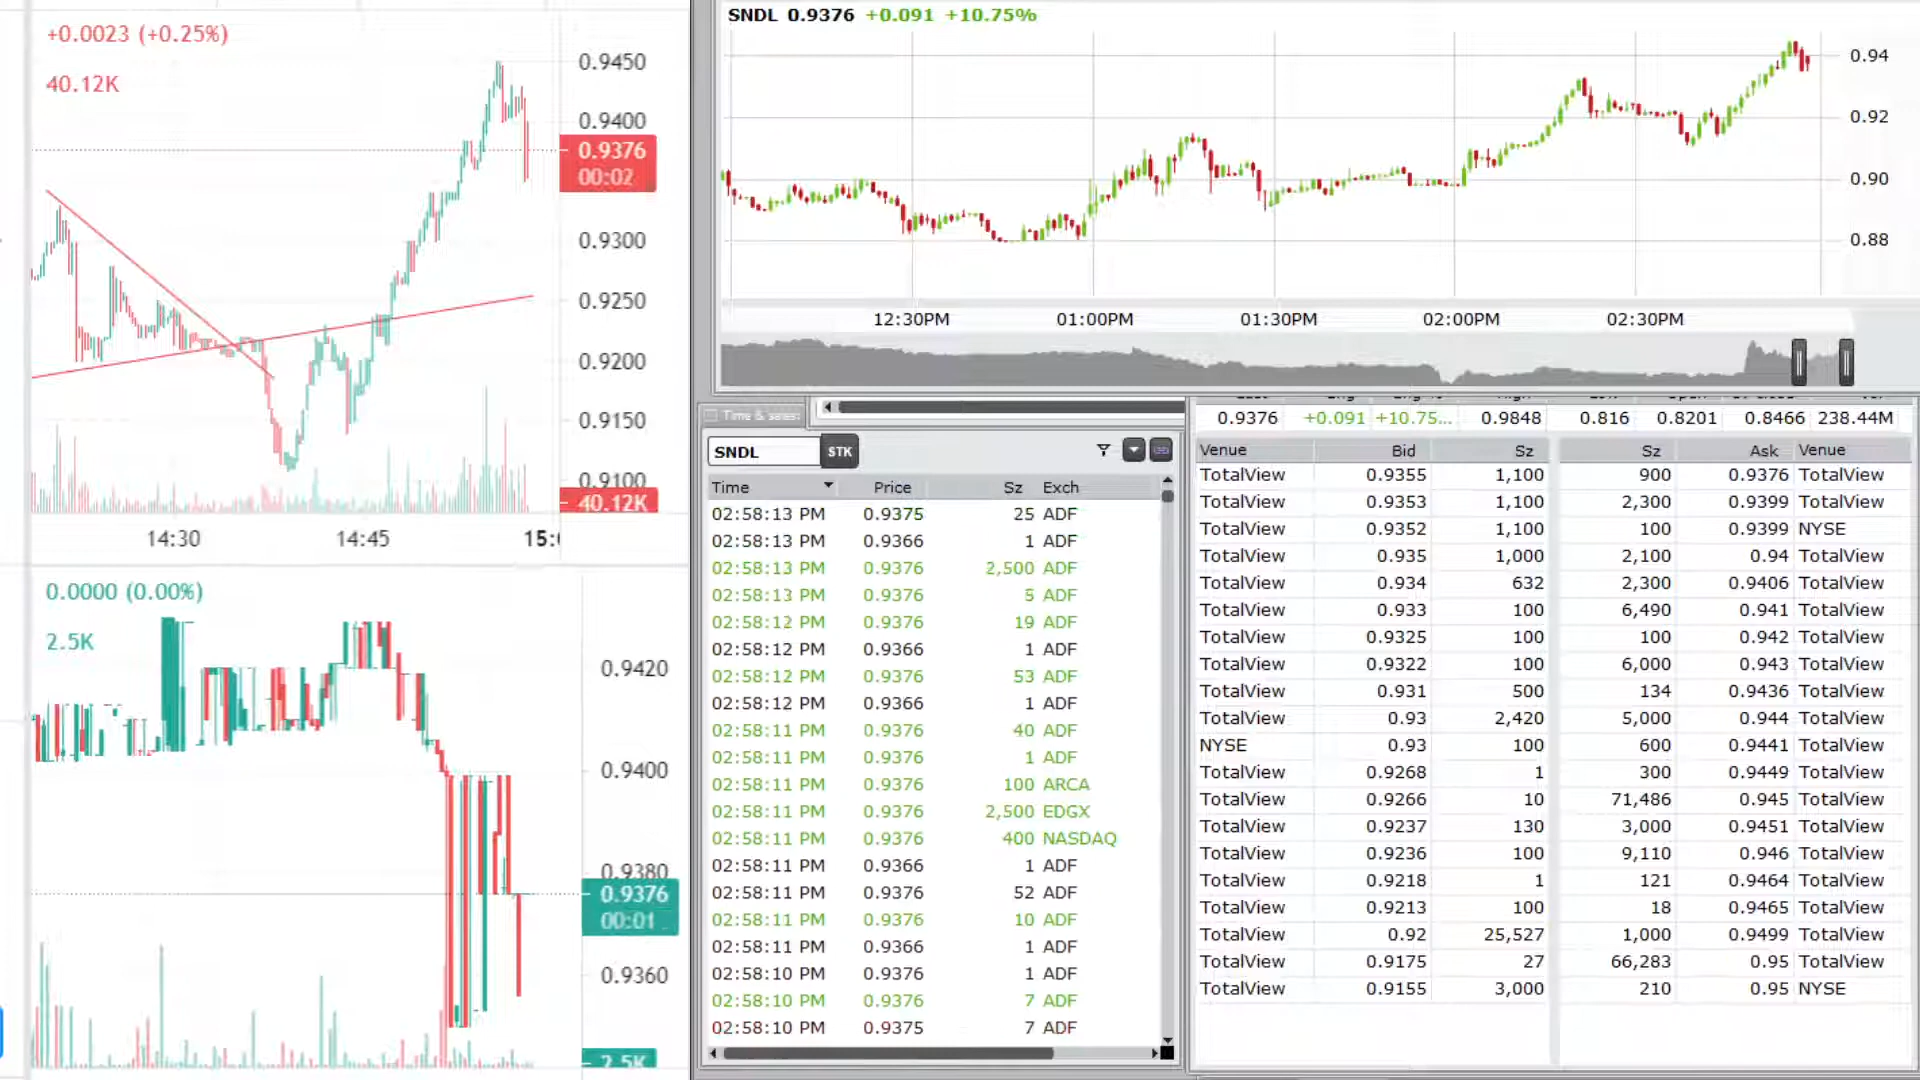 +0.0023 (+0.25%)
40.12K
0.9450
0.9400
0.9376
00:02
0.9300
0.9250
0.9200
0.9150
0.9100
40.12K
14:30 14:45 15:
0.0000 (0.00%)
2.5K
0.9420
0.9400
0.9380
0.9376
00:01
0.9360
2.5K
SNDL 0.9376 +0.091 +10.75%
0.94
0.92
0.90
0.88
12:30PM 01:00PM 01:30PM 02:00PM 02:30PM
Time & sales
SNDL STK
Time Price Sz Exch
02:58:13 PM 0.9375 25 ADF
02:58:13 PM 0.9366 1 ADF
02:58:13 PM 0.9376 2,500 ADF
02:58:13 PM 0.9376 5 ADF
02:58:12 PM 0.9376 19 ADF
02:58:12 PM 0.9366 1 ADF
02:58:12 PM 0.9376 53 ADF
02:58:12 PM 0.9366 1 ADF
02:58:11 PM 0.9376 40 ADF
02:58:11 PM 0.9376 1 ADF
02:58:11 PM 0.9376 100 ARCA
02:58:11 PM 0.9376 2,500 EDGX
02:58:11 PM 0.9376 400 NASDAQ
02:58:11 PM 0.9366 1 ADF
02:58:11 PM 0.9376 52 ADF
02:58:11 PM 0.9376 10 ADF
02:58:11 PM 0.9366 1 ADF
02:58:10 PM 0.9376 1 ADF
02:58:10 PM 0.9376 7 ADF
02:58:10 PM 0.9375 7 ADF
0.9376 +0.091 +10.75... 0.9848 0.816 0.8201 0.8466 238.44M
Venue Bid Sz Sz Ask Venue
TotalView 0.9355 1,100 900 0.9376 TotalView
TotalView 0.9353 1,100 2,300 0.9399 TotalView
TotalView 0.9352 1,100 100 0.9399 NYSE
TotalView 0.935 1,000 2,100 0.94 TotalView
TotalView 0.934 632 2,300 0.9406 TotalView
TotalView 0.933 100 6,490 0.941 TotalView
TotalView 0.9325 100 100 0.942 TotalView
TotalView 0.9322 100 6,000 0.943 TotalView
TotalView 0.931 500 134 0.9436 TotalView
TotalView 0.93 2,420 5,000 0.944 TotalView
NYSE 0.93 100 600 0.9441 TotalView
TotalView 0.9268 1 300 0.9449 TotalView
TotalView 0.9266 10 71,486 0.945 TotalView
TotalView 0.9237 130 3,000 0.9451 TotalView
TotalView 0.9236 100 9,110 0.946 TotalView
TotalView 0.9218 1 121 0.9464 TotalView
TotalView 0.9213 100 18 0.9465 TotalView
TotalView 0.92 25,527 1,000 0.9499 TotalView
TotalView 0.9175 27 66,283 0.95 TotalView
TotalView 0.9155 3,000 210 0.95 NYSE